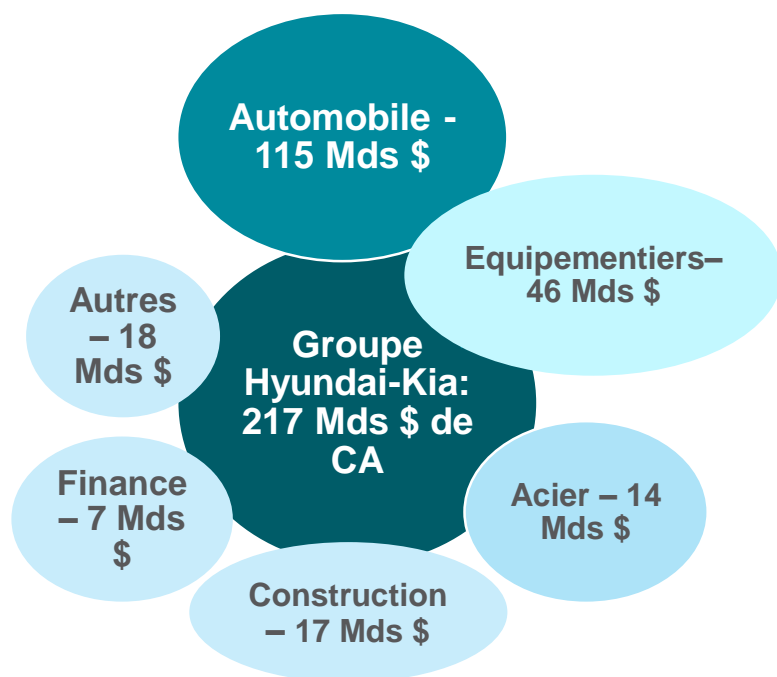 Automobile -
115 Mds $
Equipementiers–
46 Mds $
Autres
– 18
Mds $
Groupe
Hyundai-Kia:
217 Mds $ de
CA
Finance
– 7 Mds
$
Acier – 14
Mds $
Construction
– 17 Mds $